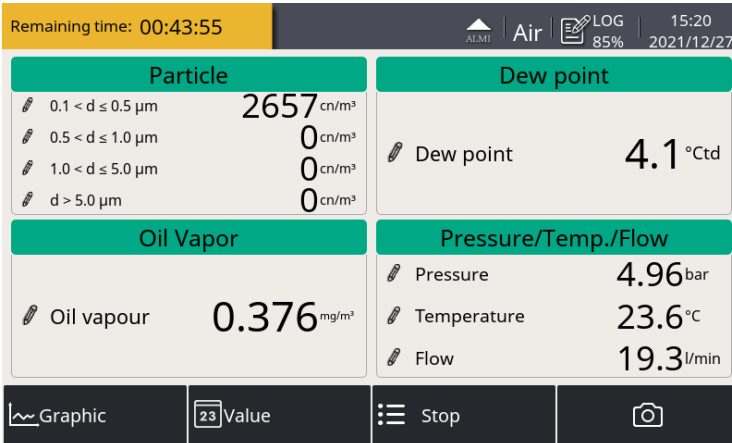 Remaining time: 00:43:55
ALMI Air LOG 85% 15:20 2021/12/27
Particle
0.1 < d ≤ 0.5 µm 2657 cn/m³
0.5 < d ≤ 1.0 µm 0 cn/m³
1.0 < d ≤ 5.0 µm 0 cn/m³
d > 5.0 µm 0 cn/m³
Dew point
Dew point 4.1 °Ctd
Oil Vapor
Oil vapour 0.376 mg/m³
Pressure/Temp./Flow
Pressure 4.96 bar
Temperature 23.6 °C
Flow 19.3 l/min
Graphic 23 Value Stop